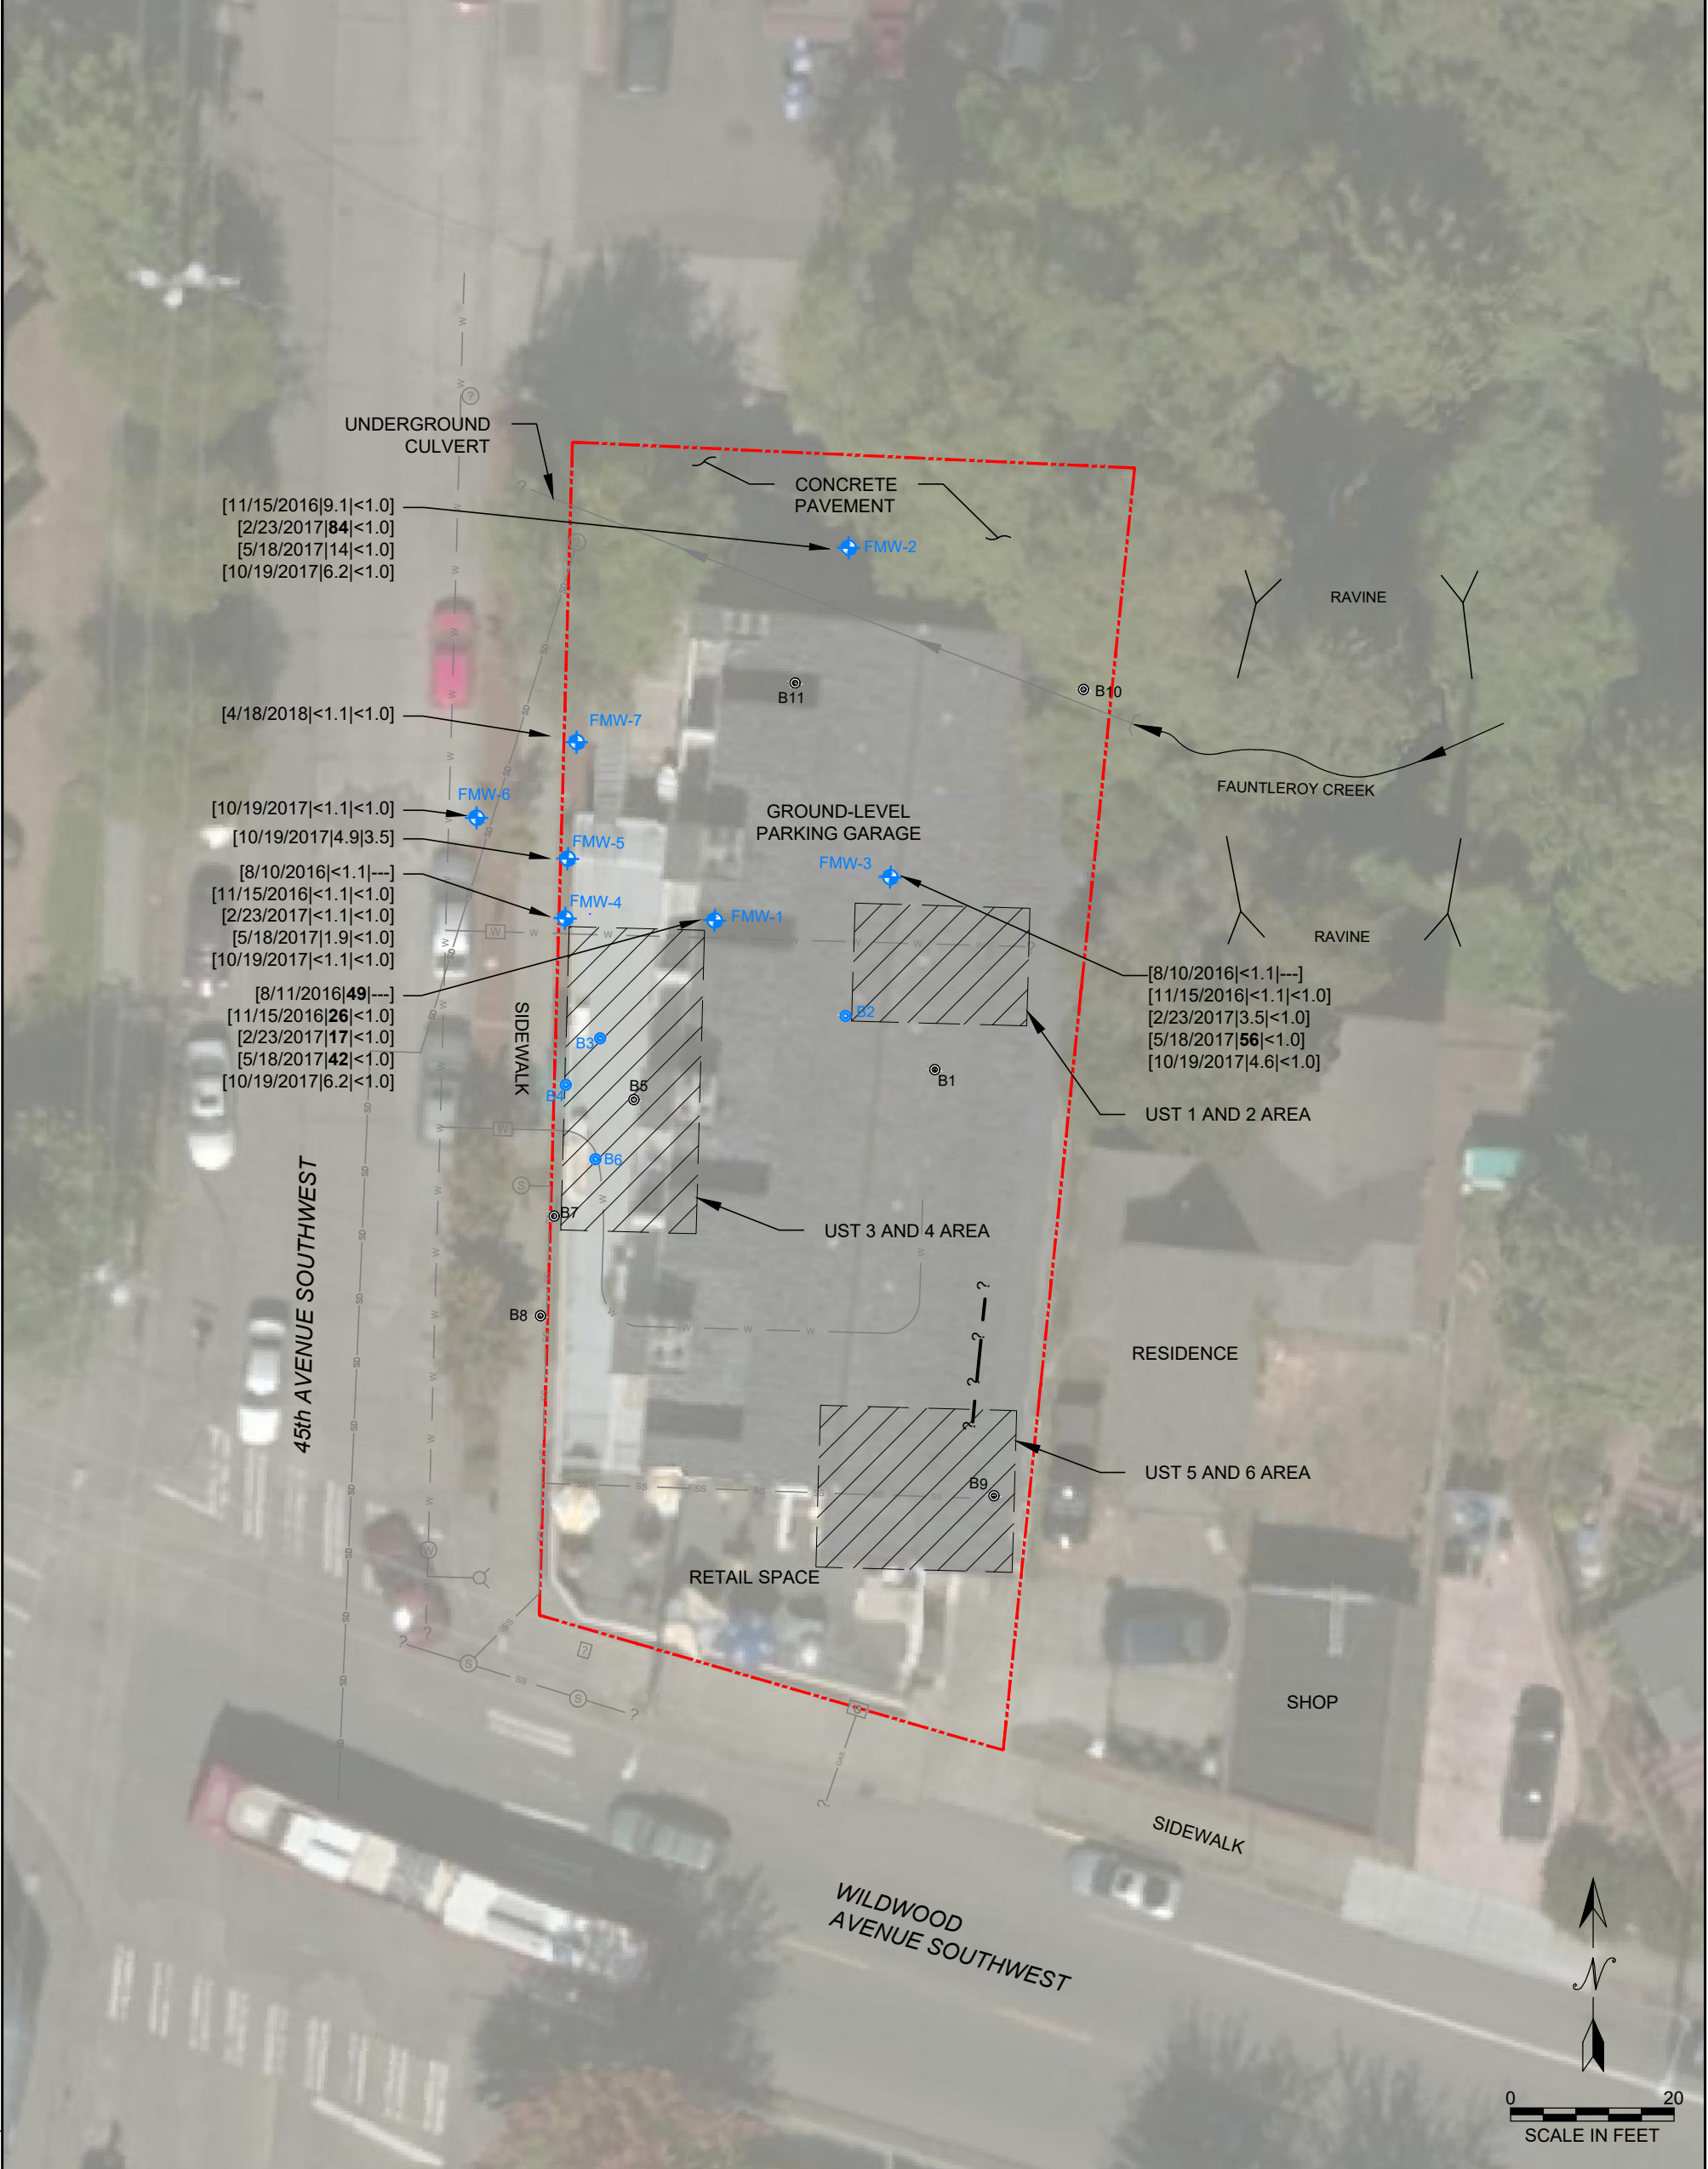 UNDERGROUND
CULVERT
CONCRETE
PAVEMENT
[11/15/2016|9.1|<1.0]
[2/23/2017|84|<1.0]
[5/18/2017|14|<1.0]
[10/19/2017|6.2|<1.0]
FMW-2
RAVINE
B11
B10
[4/18/2018|<1.1|<1.0]
FMW-7
FAUNTLEROY CREEK
FMW-6
[10/19/2017|<1.1|<1.0]
[10/19/2017|4.9|3.5]
FMW-5
GROUND-LEVEL
PARKING GARAGE
FMW-3
[8/10/2016|<1.1|---]
[11/15/2016|<1.1|<1.0]
[2/23/2017|<1.1|<1.0]
[5/18/2017|1.9|<1.0]
[10/19/2017|<1.1|<1.0]
FMW-4
FMW-1
RAVINE
[8/11/2016|49|---]
[11/15/2016|26|<1.0]
[2/23/2017|17|<1.0]
[5/18/2017|42|<1.0]
[10/19/2017|6.2|<1.0]
[8/10/2016|<1.1|---]
[11/15/2016|<1.1|<1.0]
[2/23/2017|3.5|<1.0]
[5/18/2017|56|<1.0]
[10/19/2017|4.6|<1.0]
SIDEWALK
B2
B3
B4
B5
B1
UST 1 AND 2 AREA
B6
B7
UST 3 AND 4 AREA
45th AVENUE SOUTHWEST
B8
RESIDENCE
UST 5 AND 6 AREA
B9
RETAIL SPACE
SHOP
SIDEWALK
WILDWOOD
AVENUE SOUTHWEST
N
0 20
SCALE IN FEET